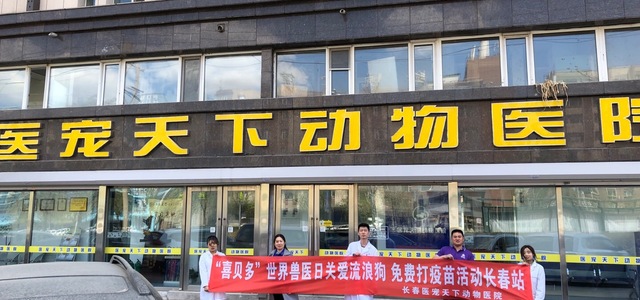 医宠天下动物医院
“喜贝多”世界兽医日关爱流浪狗 免费打疫苗活动长春站
长春医宠天下动物医院